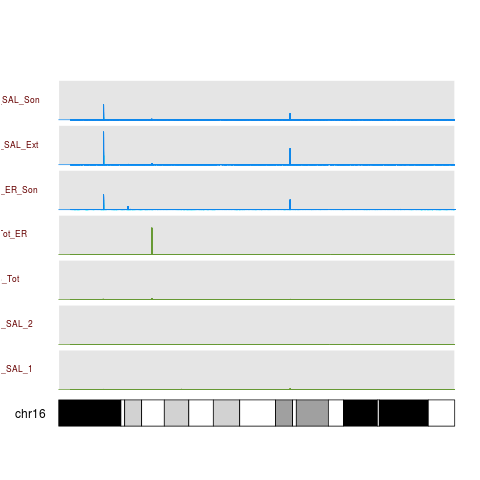 _SAL_Son
_SAL_Ext
_ER_Son
Tot_ER
_Tot
_SAL_2
_SAL_1
chr16